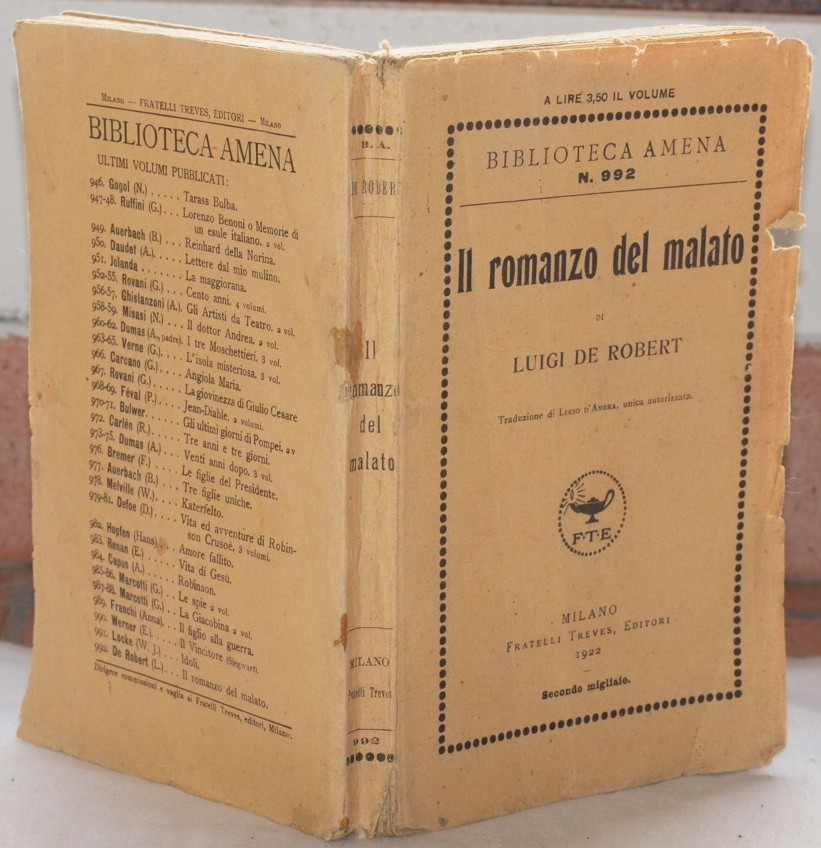 Milano — FRATELLI TREVES, EDITORI — Milano
BIBLIOTECA AMENA
ULTIMI VOLUMI PUBBLICATI:
946. Gogol (N.) ..... Tarass Bulba.
947-48. Ruffini (G.)... Lorenzo Benoni o Memorie di
un esule italiano. 2 vol.
949. Auerbach (B.) ... Reinhard della Norina.
950. Daudet (A.)..... Lettere dal mio mulino.
951. Jolanda ....... La maggiorana.
952-55. Rovani (G.) ... Cento anni. 4 volumi.
956-57. Ghislanzoni (A.). Gli Artisti da Teatro. 2 vol.
958-59. Misasi (N.) ... Il dottor Andrea. 2 vol.
960-62. Dumas (A., padre). I tre Moschettieri. 3 vol.
963-65. Verne (G.).... L'isola misteriosa. 3 vol.
966. Carcano (G.) ... Angiola Maria.
967. Rovani (G.) .... La giovinezza di Giulio Cesare
968-69. Féval (P.).... Jean-Diable. 2 volumi.
970-71. Bulwer...... Gli ultimi giorni di Pompei. 2 v
972. Carlén (R.).... Tre anni e tre giorni.
973-75. Dumas (A.) ... Venti anni dopo. 3 vol.
976. Bremer (F.) .... Le figlie del Presidente.
977. Auerbach (B.) ... Tre figlie uniche.
978. Melville (W.).... Katerfelto.
979-81. Defoe (D.).... Vita ed avventure di Robin-
son Crusoè. 3 volumi.
982. Hopfen (Hans)... Amore fallito.
983. Renan (E.) .... Vita di Gesù.
984. Capus (A.) .... Robinson.
985-86. Marcotti (G.) .. Le spie 2 vol.
987-88. Marcotti (G.) .. La Giacobina 2 vol.
989. Franchi (Anna)... Il figlio alla guerra.
990. Werner (E.).... Il Vincitore (Siegwart).
991. Locke (W. J.)... Idoli.
992. De Robert (L.)... Il romanzo del malato.
Dirigere commissioni e vaglia ai Fratelli Treves, editori, Milano.
B. A.
DE ROBERT
Il
romanzo
del
malato
MILANO
Fratelli Treves
992
A LIRE 3,50 IL VOLUME
BIBLIOTECA AMENA
N. 992
Il romanzo del malato
DI
LUIGI DE ROBERT
Traduzione di Lucio d'Ambra, unica autorizzata.
F·T·E
MILANO
Fratelli Treves, Editori
1922
Secondo migliaio.